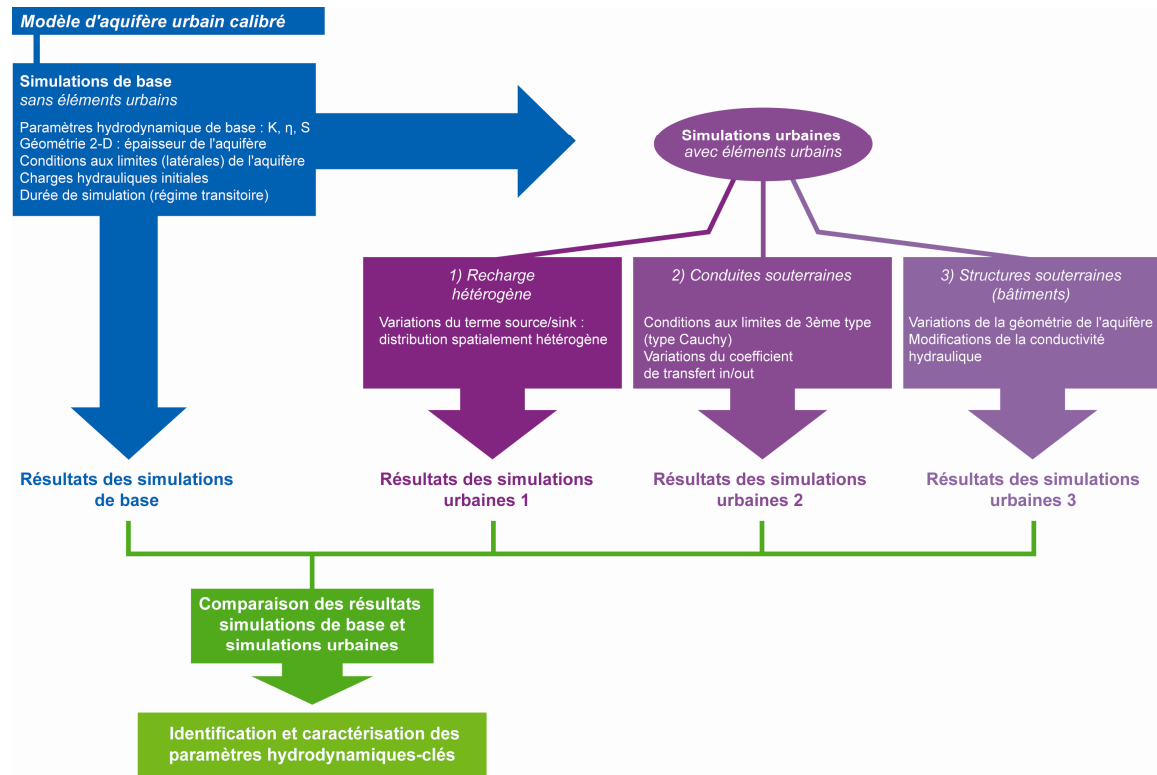 Modèle d'aquifère urbain calibré
Simulations de base
sans éléments urbains
Paramètres hydrodynamique de base : K, η, S
Géométrie 2-D : épaisseur de l'aquifère
Conditions aux limites (latérales) de l'aquifère
Charges hydrauliques initiales
Durée de simulation (régime transitoire)
Simulations urbaines
avec éléments urbains
1) Recharge
hétérogène
Variations du terme source/sink :
distribution spatialement hétérogène
2) Conduites souterraines
Conditions aux limites de 3ème type
(type Cauchy)
Variations du coefficient
de transfert in/out
3) Structures souterraines
(bâtiments)
Variations de la géométrie de l'aquifère
Modifications de la conductivité
hydraulique
Résultats des simulations
de base
Résultats des simulations
urbaines 1
Résultats des simulations
urbaines 2
Résultats des simulations
urbaines 3
Comparaison des résultats
simulations de base et
simulations urbaines
Identification et caractérisation des
paramètres hydrodynamiques-clés